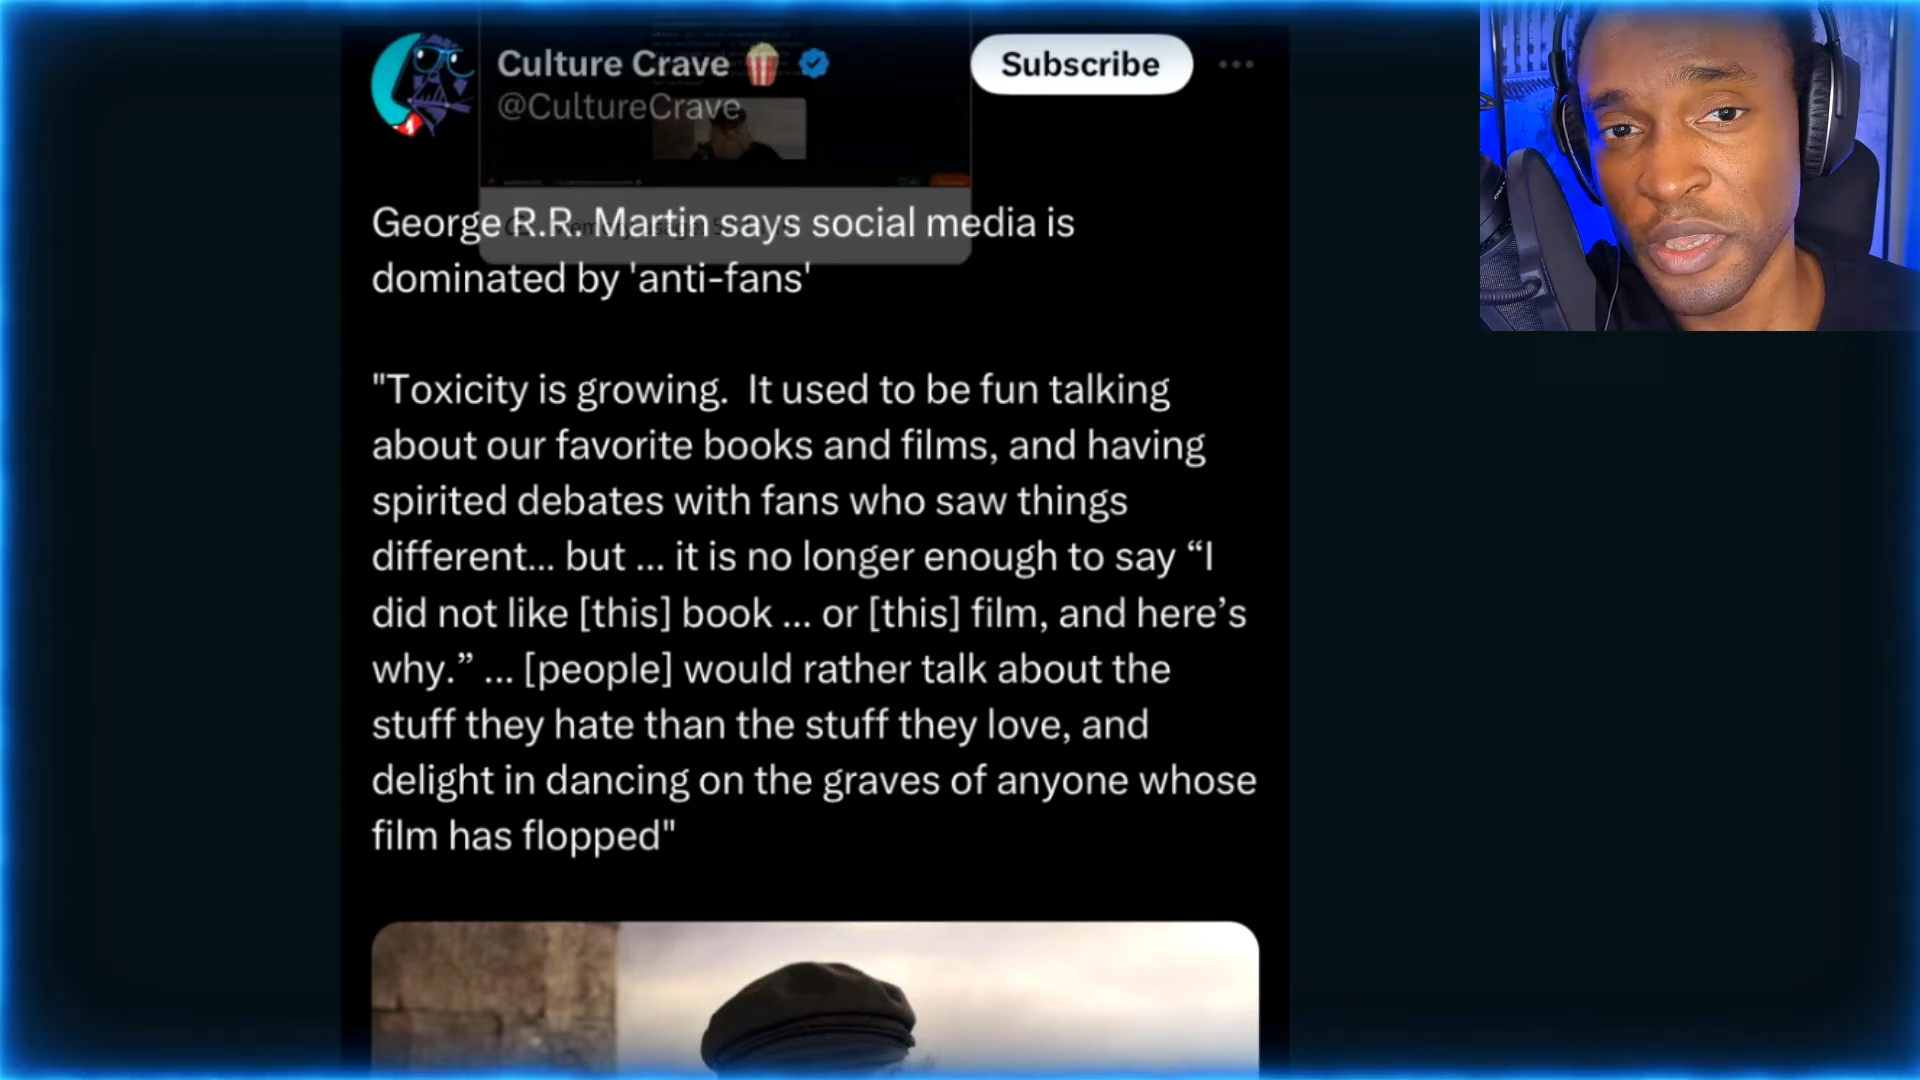 Culture Crave
@CultureCrave
Subscribe
George R.R. Martin says social media is
dominated by 'anti-fans'
"Toxicity is growing.  It used to be fun talking
about our favorite books and films, and having
spirited debates with fans who saw things
different... but ... it is no longer enough to say “I
did not like [this] book ... or [this] film, and here’s
why.” ... [people] would rather talk about the
stuff they hate than the stuff they love, and
delight in dancing on the graves of anyone whose
film has flopped"